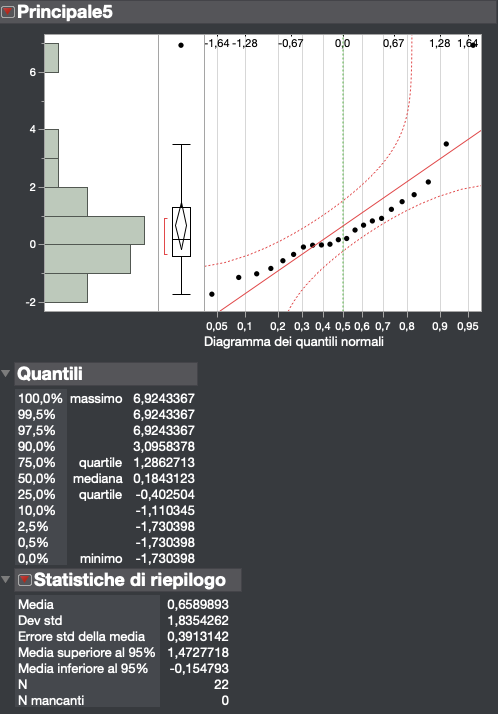 Principale5
-1,64 -1,28 -0,67 0,0 0,67 1,28 1,64
6
4
2
0
-2
0,05 0,1 0,2 0,3 0,4 0,5 0,6 0,7 0,8 0,9 0,95
Diagramma dei quantili normali
Quantili
100,0% massimo 6,9243367
99,5% 6,9243367
97,5% 6,9243367
90,0% 3,0958378
75,0% quartile 1,2862713
50,0% mediana 0,1843123
25,0% quartile -0,402504
10,0% -1,110345
2,5% -1,730398
0,5% -1,730398
0,0% minimo -1,730398
Statistiche di riepilogo
Media 0,6589893
Dev std 1,8354262
Errore std della media 0,3913142
Media superiore al 95% 1,4727718
Media inferiore al 95% -0,154793
N 22
N mancanti 0